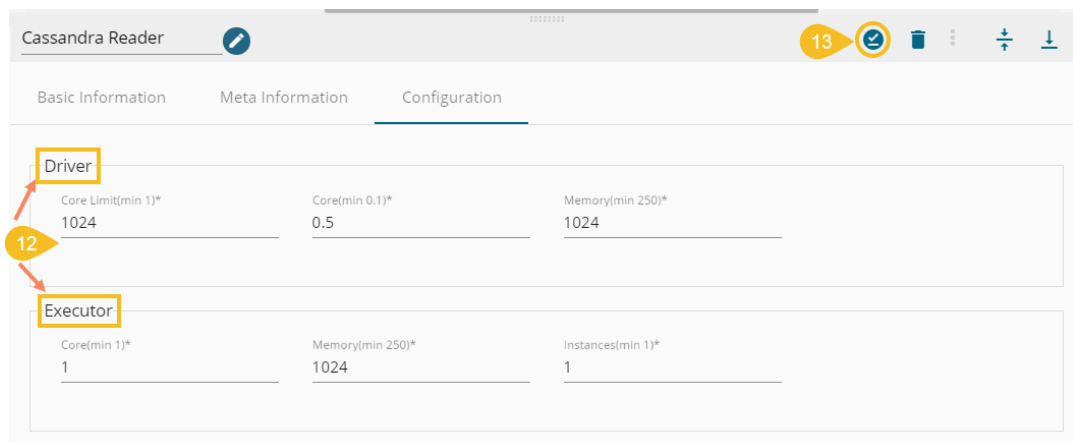 Cassandra Reader
13
Basic Information Meta Information Configuration
Driver
Core Limit(min 1)* Core(min 0.1)* Memory(min 250)*
1024 0.5 1024
12
Executor
Core(min 1)* Memory(min 250)* Instances(min 1)*
1 1024 1